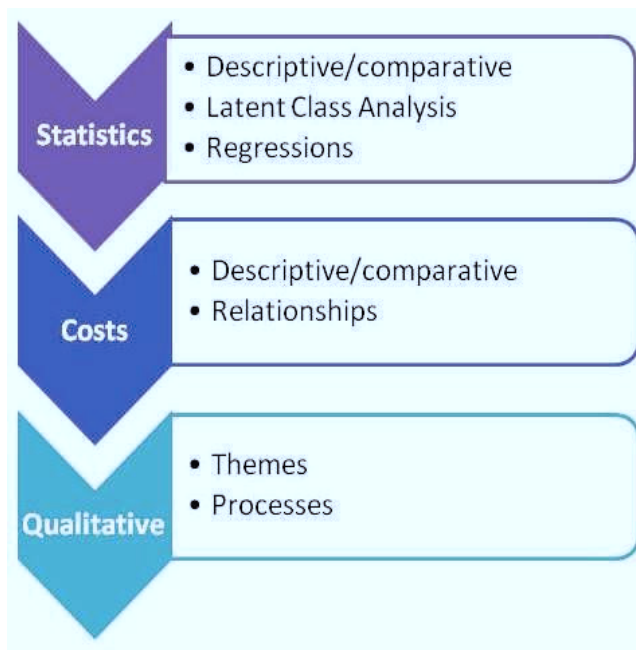 Statistics
• Descriptive/comparative
• Latent Class Analysis
• Regressions
Costs
• Descriptive/comparative
• Relationships
Qualitative
• Themes
• Processes